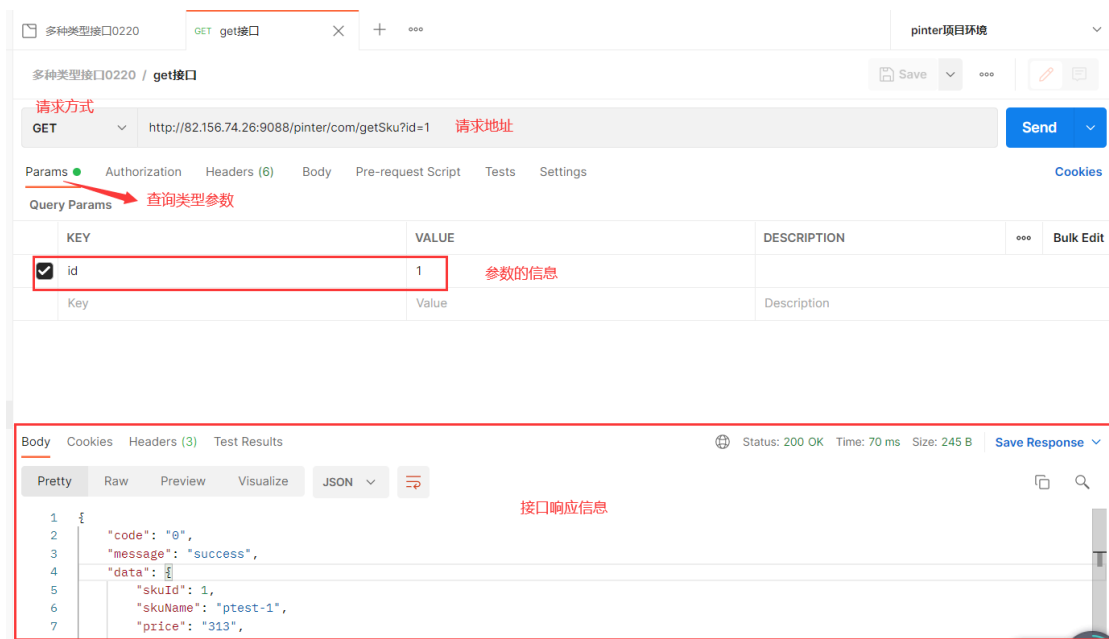 多种类型接口0220 GET get接口 pinter项目环境
多种类型接口0220 / get接口 Save
请求方式
GET http://82.156.74.26:9088/pinter/com/getSku?id=1 请求地址 Send
Params Authorization Headers (6) Body Pre-request Script Tests Settings Cookies
查询类型参数
Query Params
KEY VALUE DESCRIPTION Bulk Edit
id 1 参数的信息
Key Value Description
Body Cookies Headers (3) Test Results Status: 200 OK Time: 70 ms Size: 245 B Save Response
Pretty Raw Preview Visualize JSON
接口响应信息
1 {
2 "code": "0",
3 "message": "success",
4 "data": {
5 "skuId": 1,
6 "skuName": "ptest-1",
7 "price": "313",